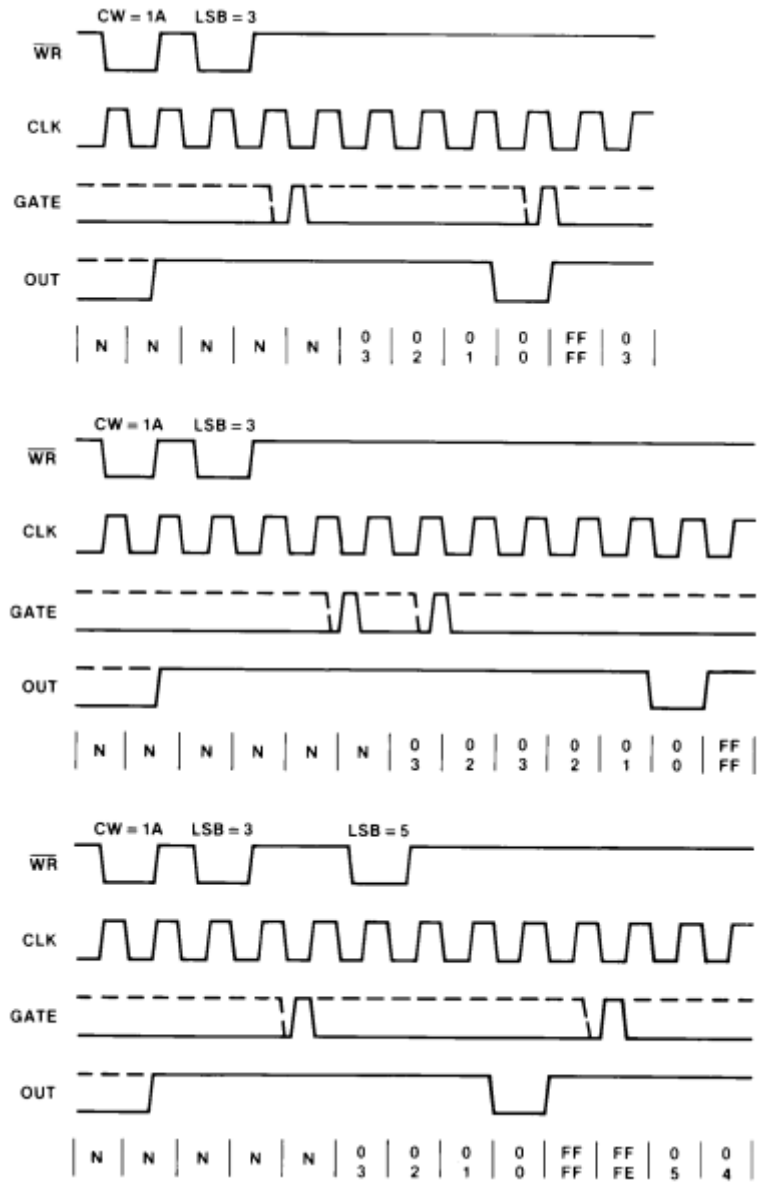 CW = 1A LSB = 3
WR
CLK
GATE
OUT
N N N N N 0 0 0 0 FF 0
3 2 1 0 FF 3
CW = 1A LSB = 3
WR
CLK
GATE
OUT
N N N N N N 0 0 0 0 0 0 FF
3 2 3 2 1 0 FF
CW = 1A LSB = 3 LSB = 5
WR
CLK
GATE
OUT
N N N N N 0 0 0 0 FF FF 0 0
3 2 1 0 FF FE 5 4